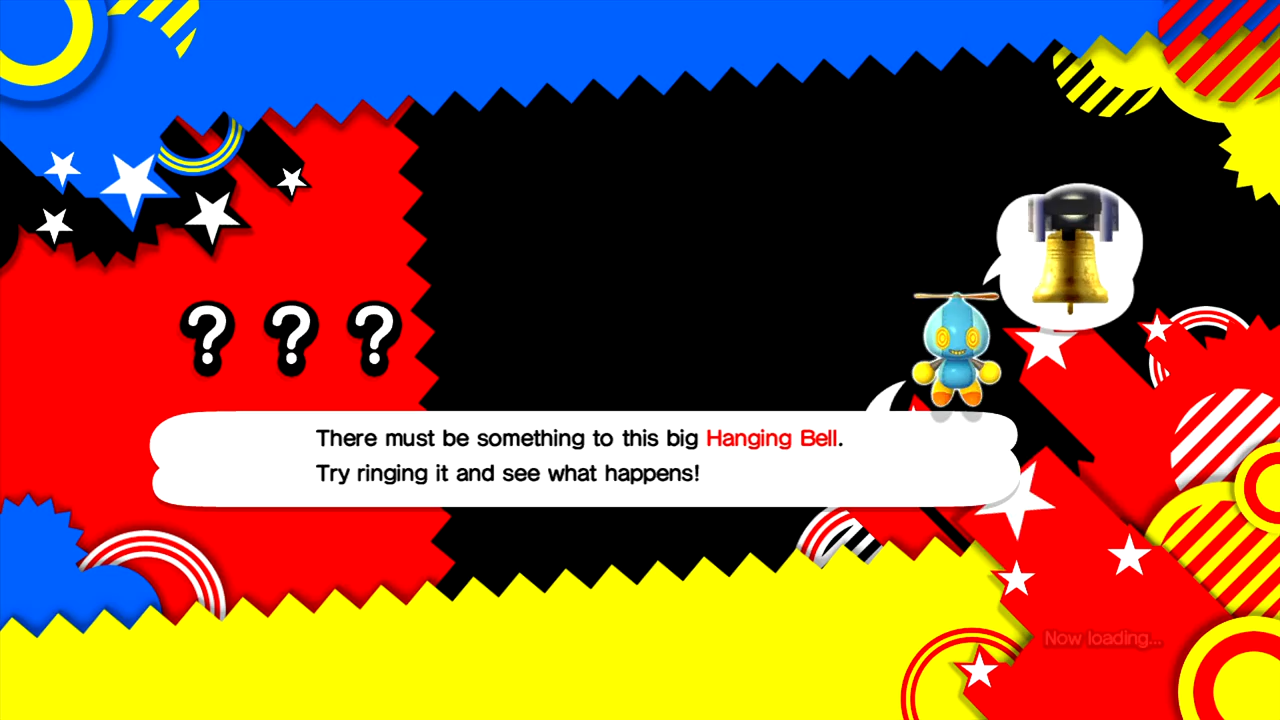 ? ? ?
There must be something to this big Hanging Bell.
Try ringing it and see what happens!
Now loading...